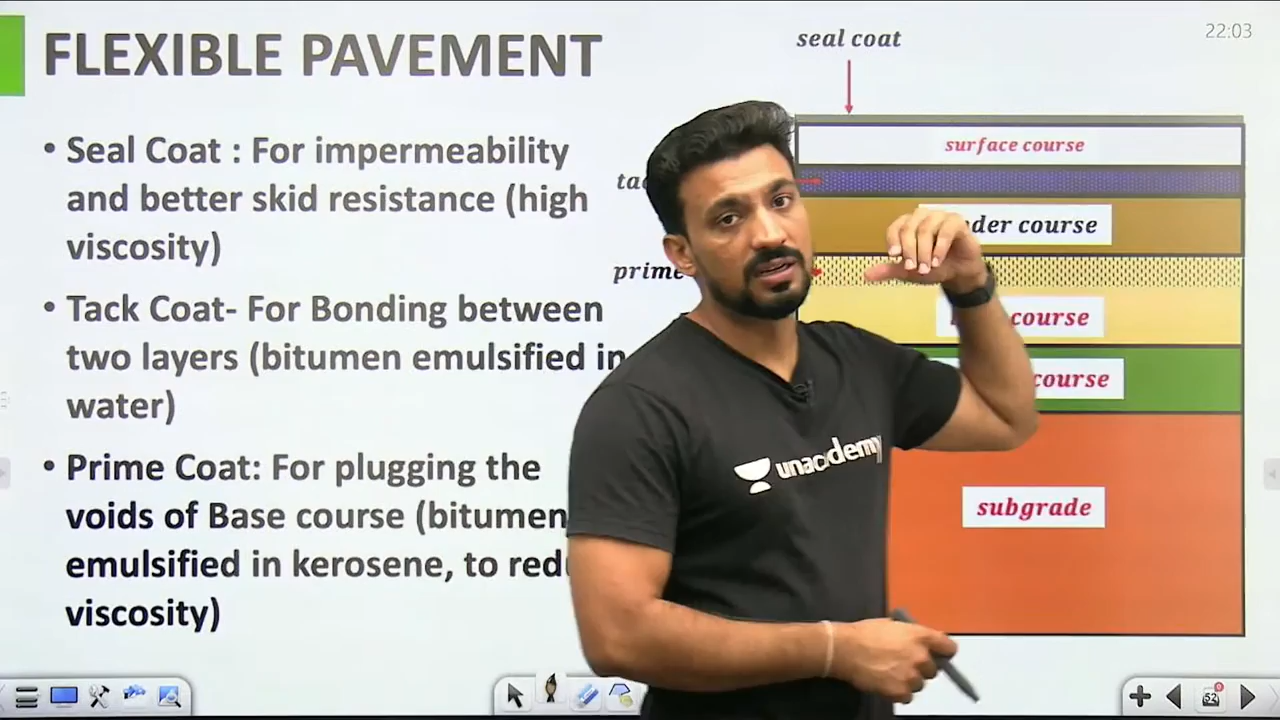 FLEXIBLE PAVEMENT
seal coat
22:03
• Seal Coat : For impermeability
and better skid resistance (high
viscosity)
• Tack Coat- For Bonding between
two layers (bitumen emulsified in
water)
• Prime Coat: For plugging the
voids of Base course (bitumen
emulsified in kerosene, to
viscosity)
surface course
course
prime
course
course
subgrade
unacademy
52